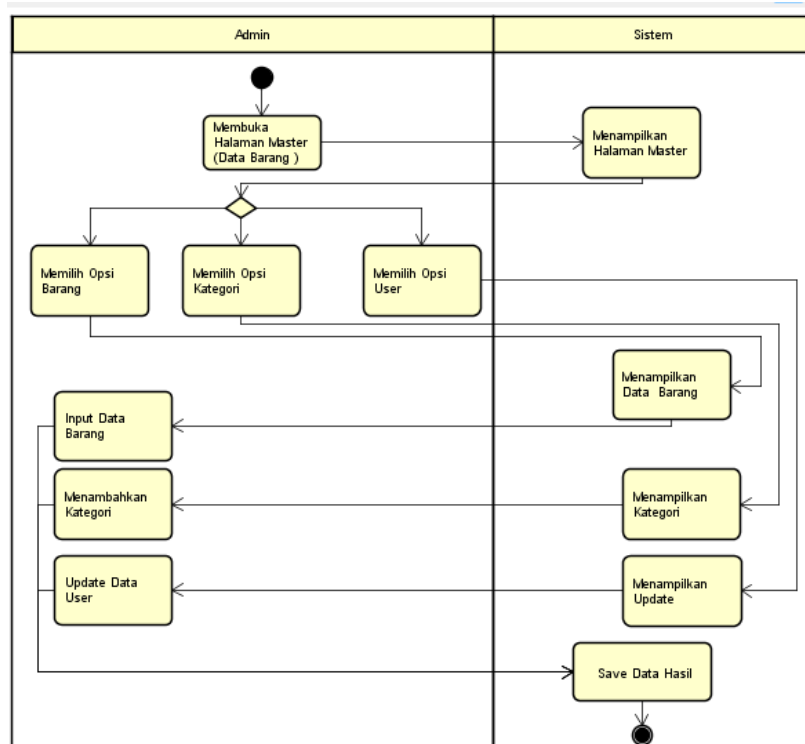 Admin
Sistem
Membuka
Halaman Master
(Data Barang )
Menampilkan
Halaman Master
Memilih Opsi
Barang
Memilih Opsi
Kategori
Memilih Opsi
User
Menampilkan
Data Barang
Input Data
Barang
Menambahkan
Kategori
Menampilkan
Kategori
Update Data
User
Menampilkan
Update
Save Data Hasil